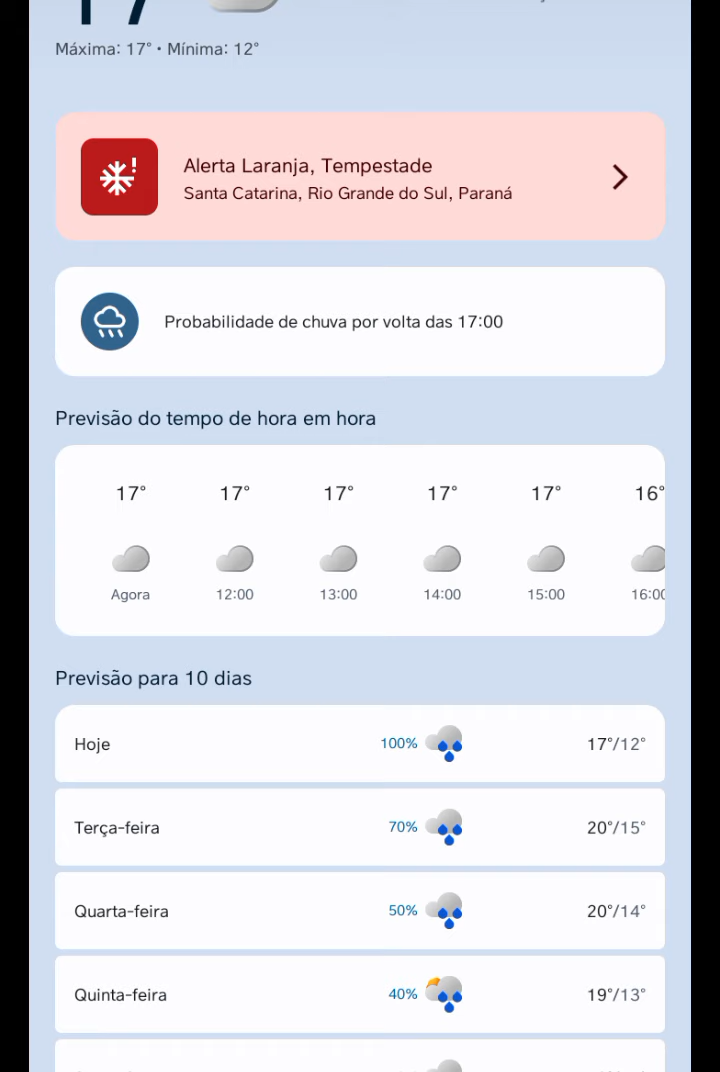 17
Máxima: 17° • Mínima: 12°
Alerta Laranja, Tempestade
Santa Catarina, Rio Grande do Sul, Paraná
Probabilidade de chuva por volta das 17:00
Previsão do tempo de hora em hora
17° 17° 17° 17° 17° 16°
Agora 12:00 13:00 14:00 15:00 16:00
Previsão para 10 dias
Hoje 100% 17°/12°
Terça-feira 70% 20°/15°
Quarta-feira 50% 20°/14°
Quinta-feira 40% 19°/13°